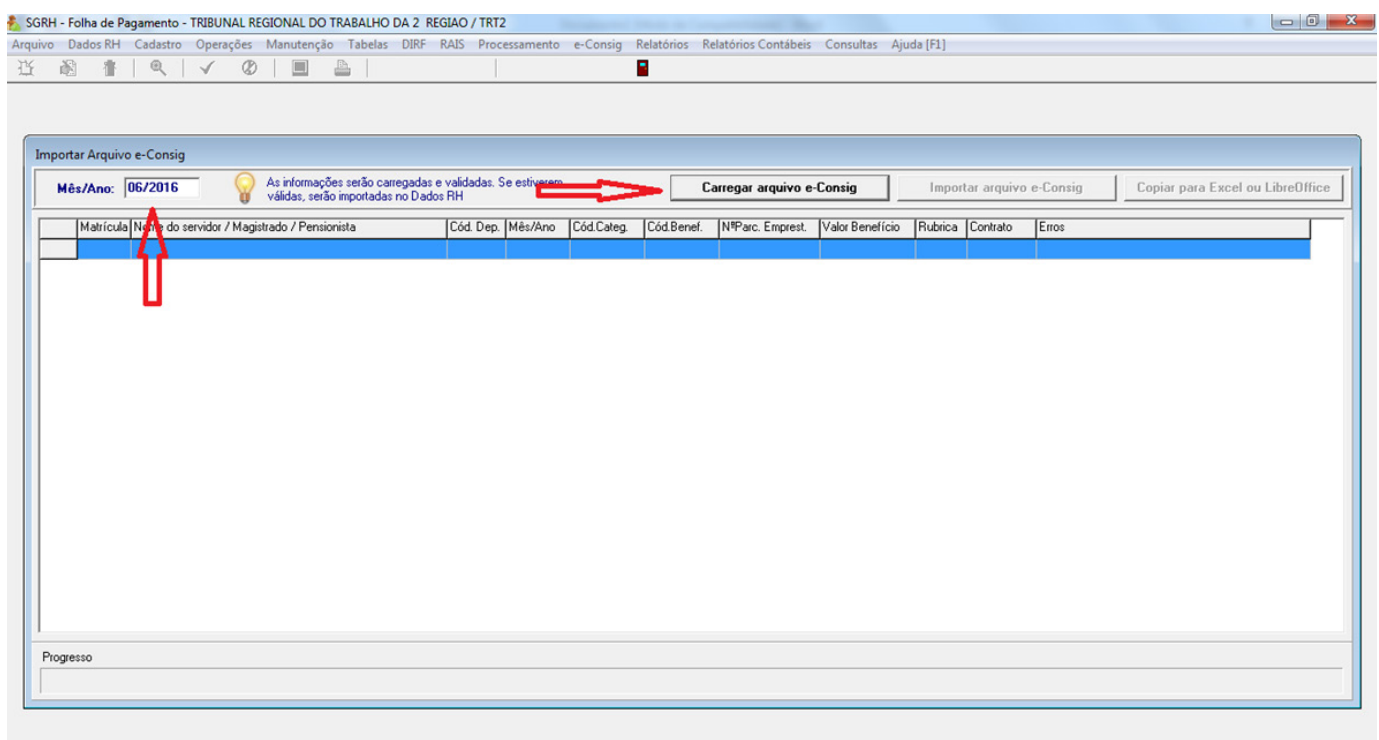 SGRH - Folha de Pagamento - TRIBUNAL REGIONAL DO TRABALHO DA 2 REGIAO / TRT2
Arquivo Dados RH Cadastro Operações Manutenção Tabelas DIRF RAIS Processamento e-Consig Relatórios Relatórios Contábeis Consultas Ajuda [F1]
Importar Arquivo e-Consig
Mês/Ano: 06/2016
As informações serão carregadas e validadas. Se estiverem
válidas, serão importadas no Dados RH
Carregar arquivo e-Consig
Importar arquivo e-Consig
Copiar para Excel ou LibreOffice
Matrícula Nome do servidor / Magistrado / Pensionista Cód. Dep. Mês/Ano Cód.Categ. Cód.Benef. NºParc. Emprest. Valor Benefício Rubrica Contrato Erros
Progresso